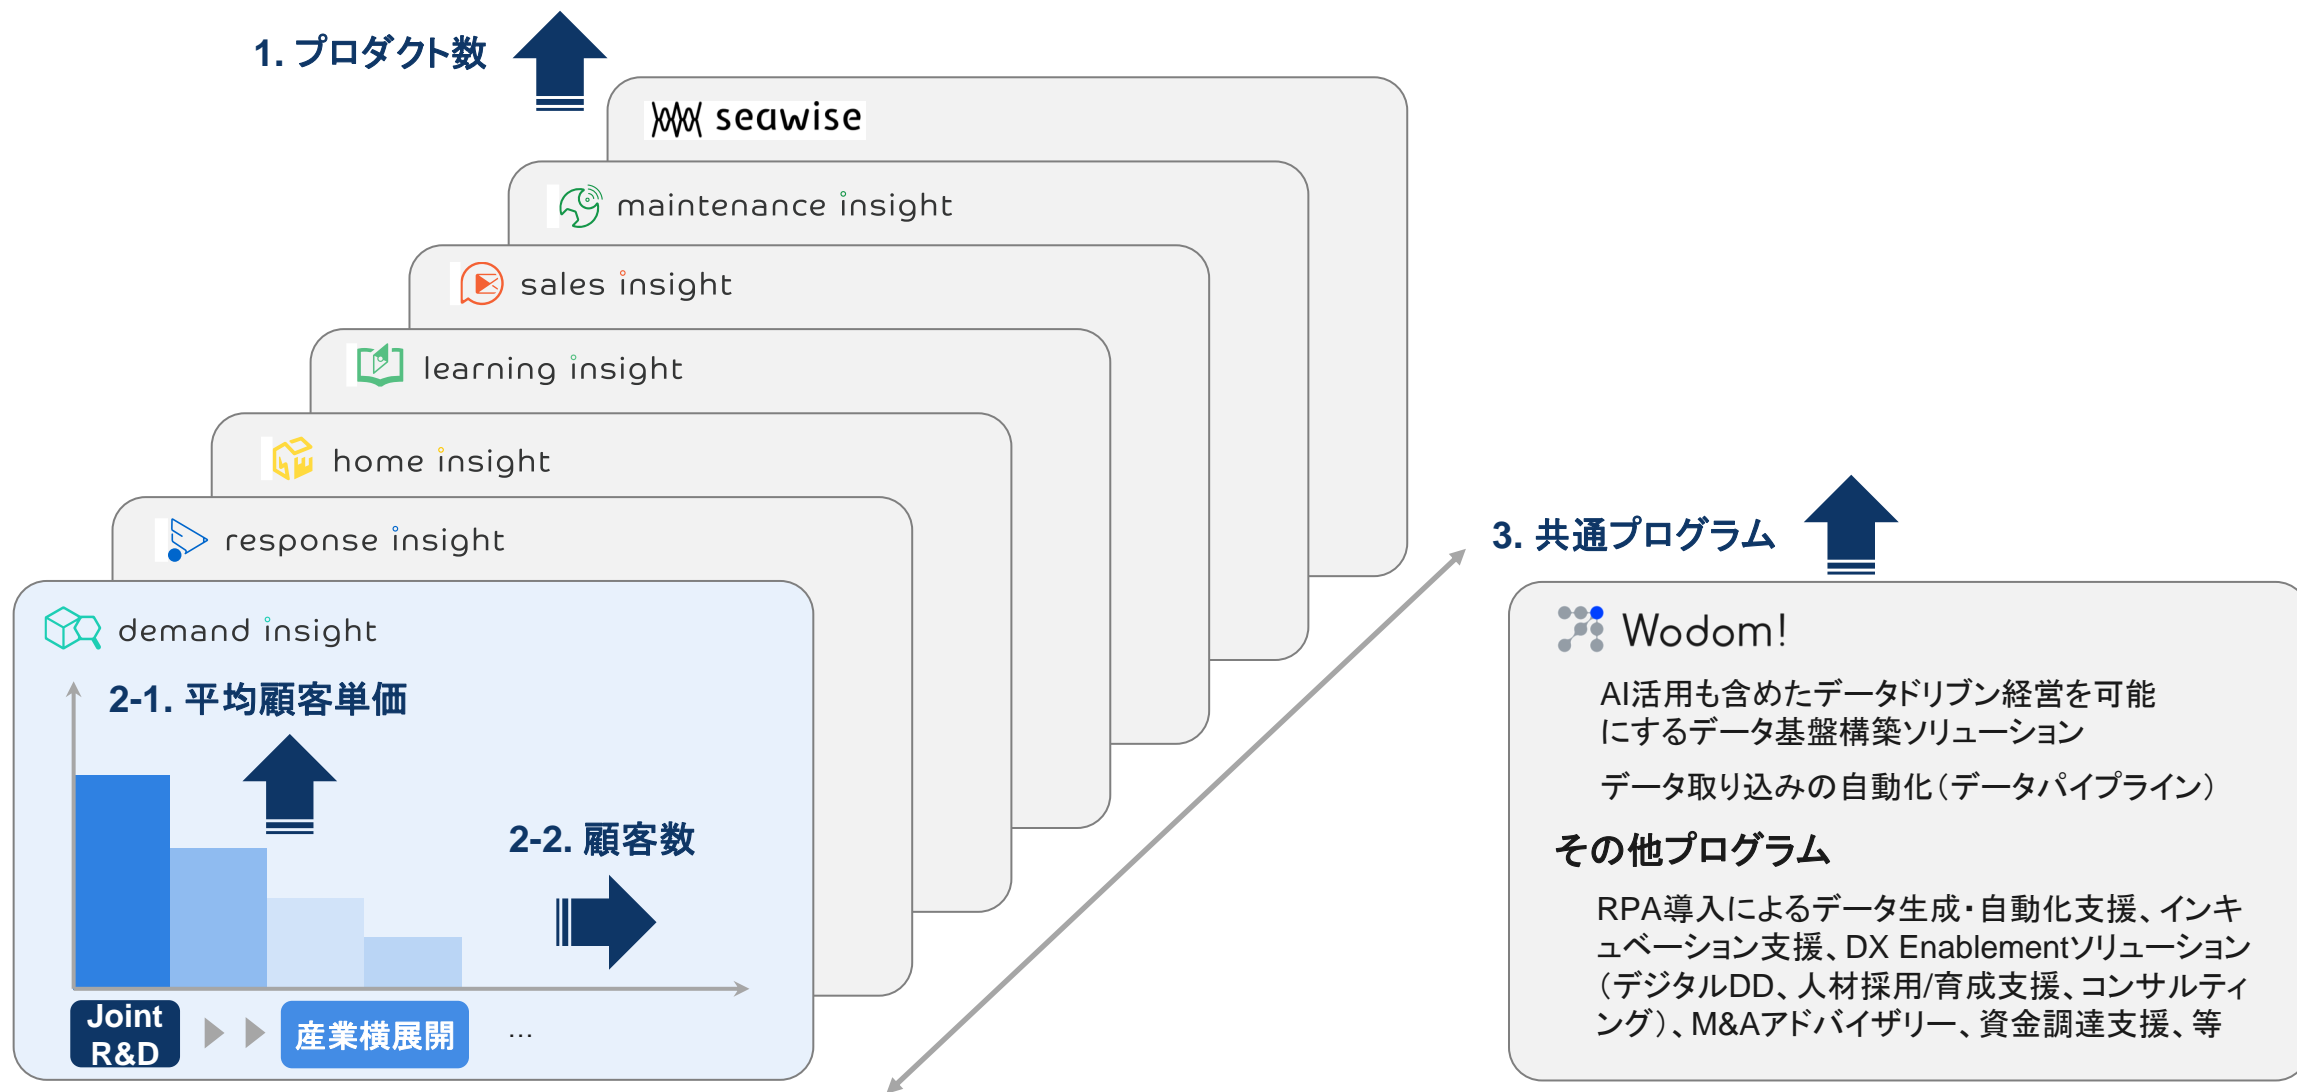 1. プロダクト数
seawise
maintenance insight
sales insight
learning insight
home insight
response insight
demand insight
2-1. 平均顧客単価
2-2. 顧客数
Joint
R&D
産業横展開
…
3. 共通プログラム
Wodom!
AI活用も含めたデータドリブン経営を可能
にするデータ基盤構築ソリューション
データ取り込みの自動化（データパイプライン）
その他プログラム
RPA導入によるデータ生成・自動化支援、インキ
ュベーション支援、DX Enablementソリューション
（デジタルDD、人材採用/育成支援、コンサルティ
ング）、M&Aアドバイザリー、資金調達支援、等